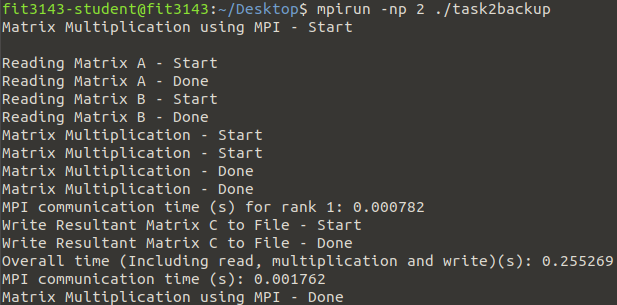 fit3143-student@fit3143:~/Desktop$ mpirun -np 2 ./task2backup
Matrix Multiplication using MPI - Start
Reading Matrix A - Start
Reading Matrix A - Done
Reading Matrix B - Start
Reading Matrix B - Done
Matrix Multiplication - Start
Matrix Multiplication - Start
Matrix Multiplication - Done
Matrix Multiplication - Done
MPI communication time (s) for rank 1: 0.000782
Write Resultant Matrix C to File - Start
Write Resultant Matrix C to File - Done
Overall time (Including read, multiplication and write)(s): 0.255269
MPI communication time (s): 0.001762
Matrix Multiplication using MPI - Done